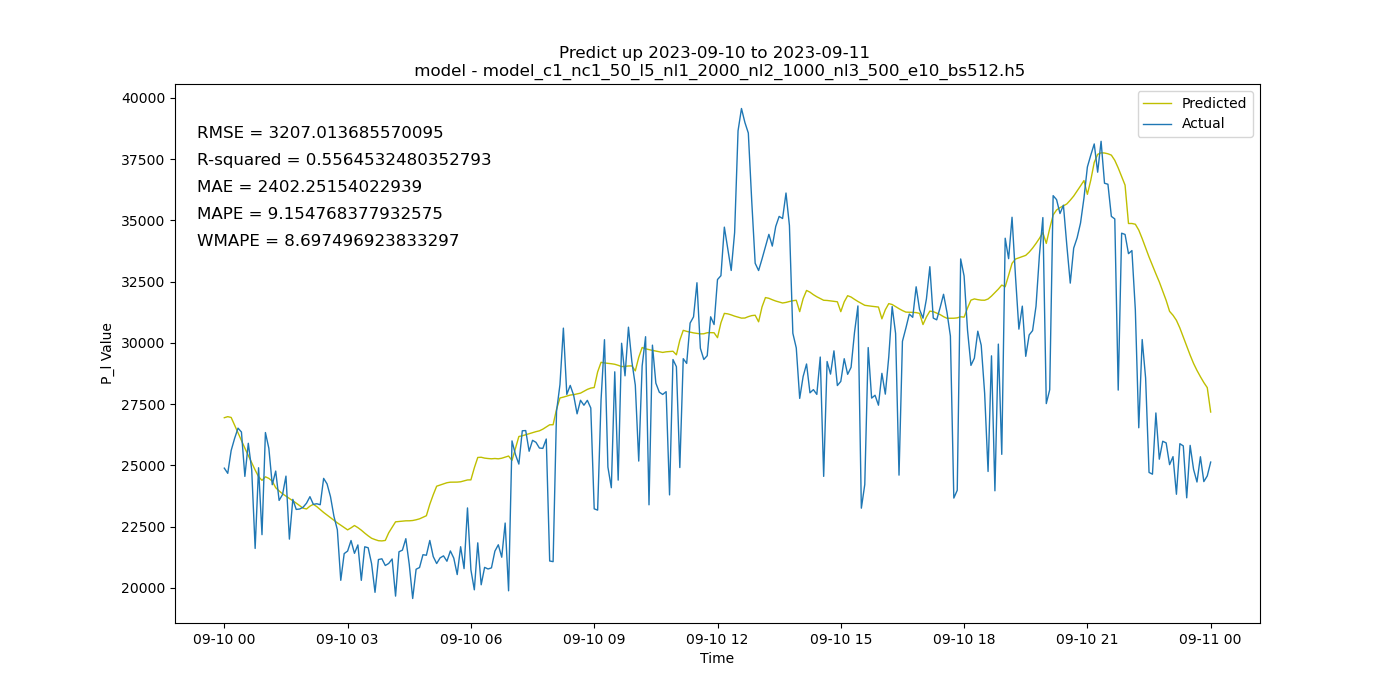 Predict up 2023-09-10 to 2023-09-11
model - model_c1_nc1_50_l5_nl1_2000_nl2_1000_nl3_500_e10_bs512.h5
40000
37500
35000
32500
30000
27500
25000
22500
20000
P_l Value
RMSE = 3207.013685570095
R-squared = 0.5564532480352793
MAE = 2402.25154022939
MAPE = 9.154768377932575
WMAPE = 8.697496923833297
Predicted
Actual
09-10 00
09-10 03
09-10 06
09-10 09
09-10 12
09-10 15
09-10 18
09-10 21
09-11 00
Time